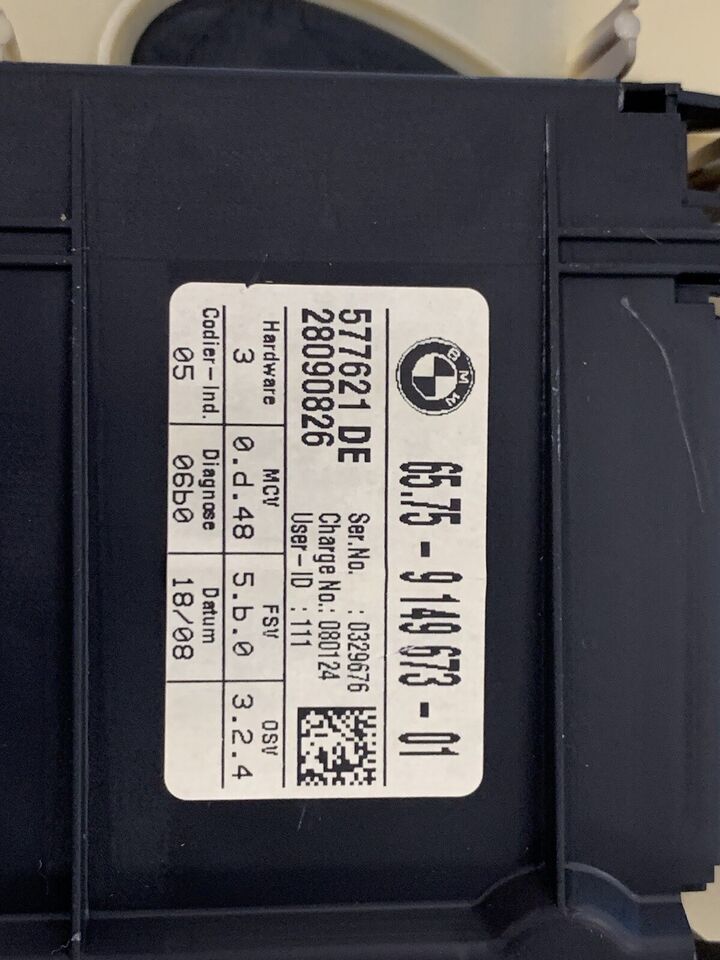 BMW
65.75 - 9 149 673 - 01
577621 DE
28090826
Ser.No. : 0329676
Charge No.: 080124
User-ID : 111
Hardware MCV FSV OSV
3 0.d.48 5.b.0 3.2.4
Codier-Ind. Diagnose Datum
05 06b0 18/08